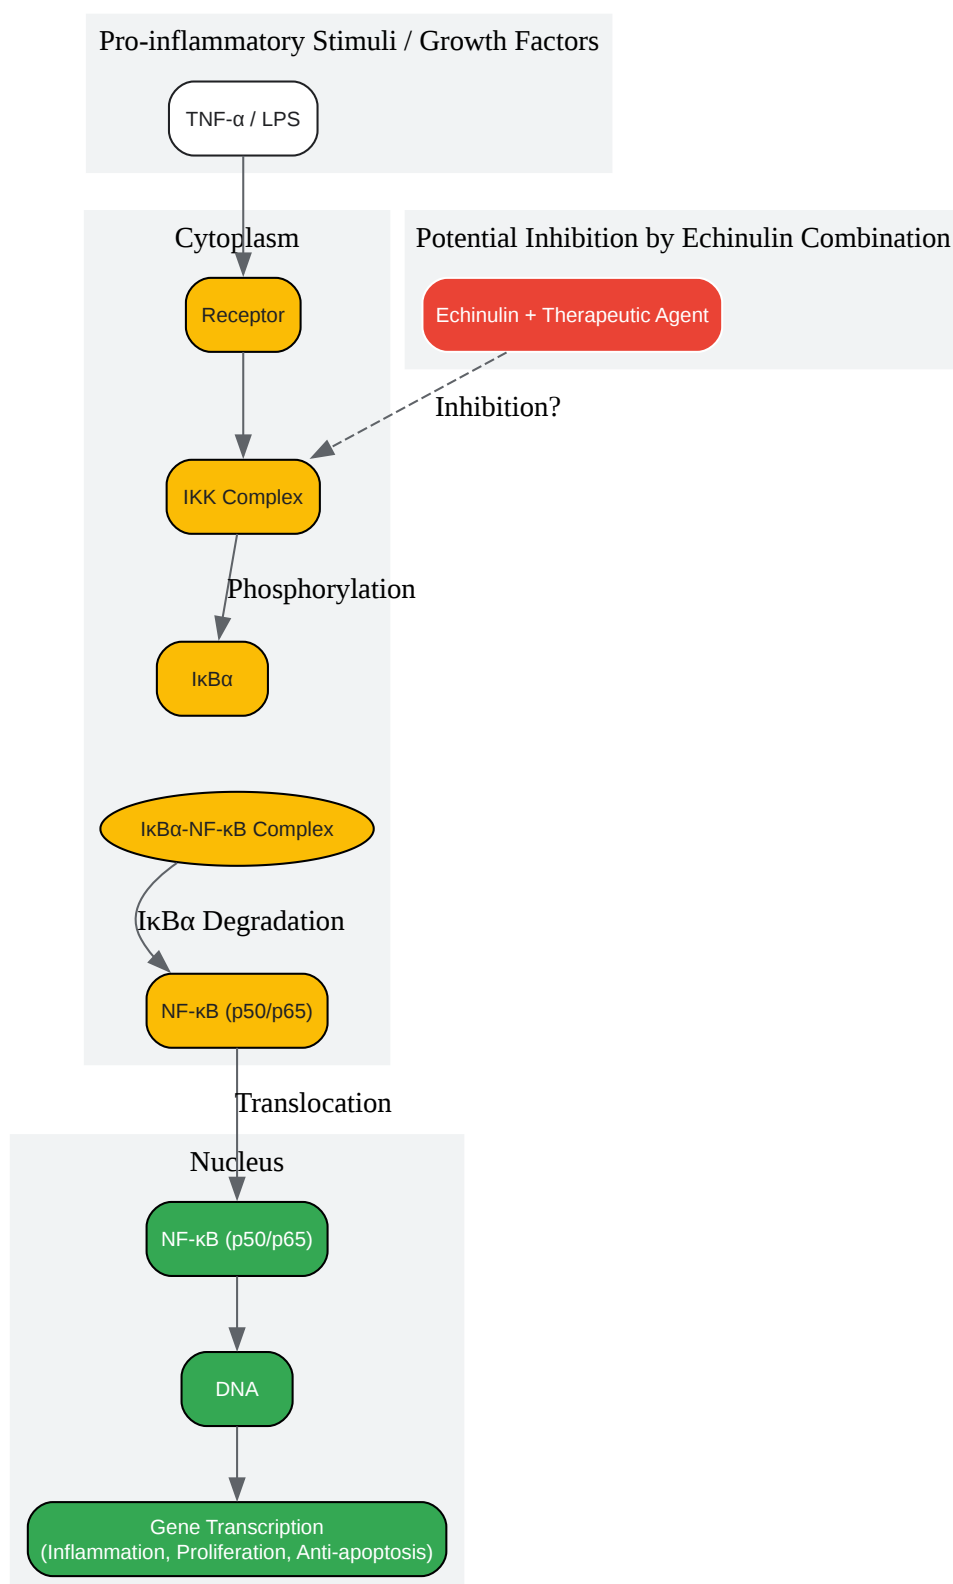 Pro-inflammatory Stimuli / Growth Factors
TNF-α / LPS
Cytoplasm
Potential Inhibition by Echinulin Combination
Receptor
Echinulin + Therapeutic Agent
Inhibition?
IKK Complex
Phosphorylation
IκBα
IκBα-NF-κB Complex
IκBα Degradation
NF-κB (p50/p65)
Translocation
Nucleus
NF-κB (p50/p65)
DNA
Gene Transcription
(Inflammation, Proliferation, Anti-apoptosis)